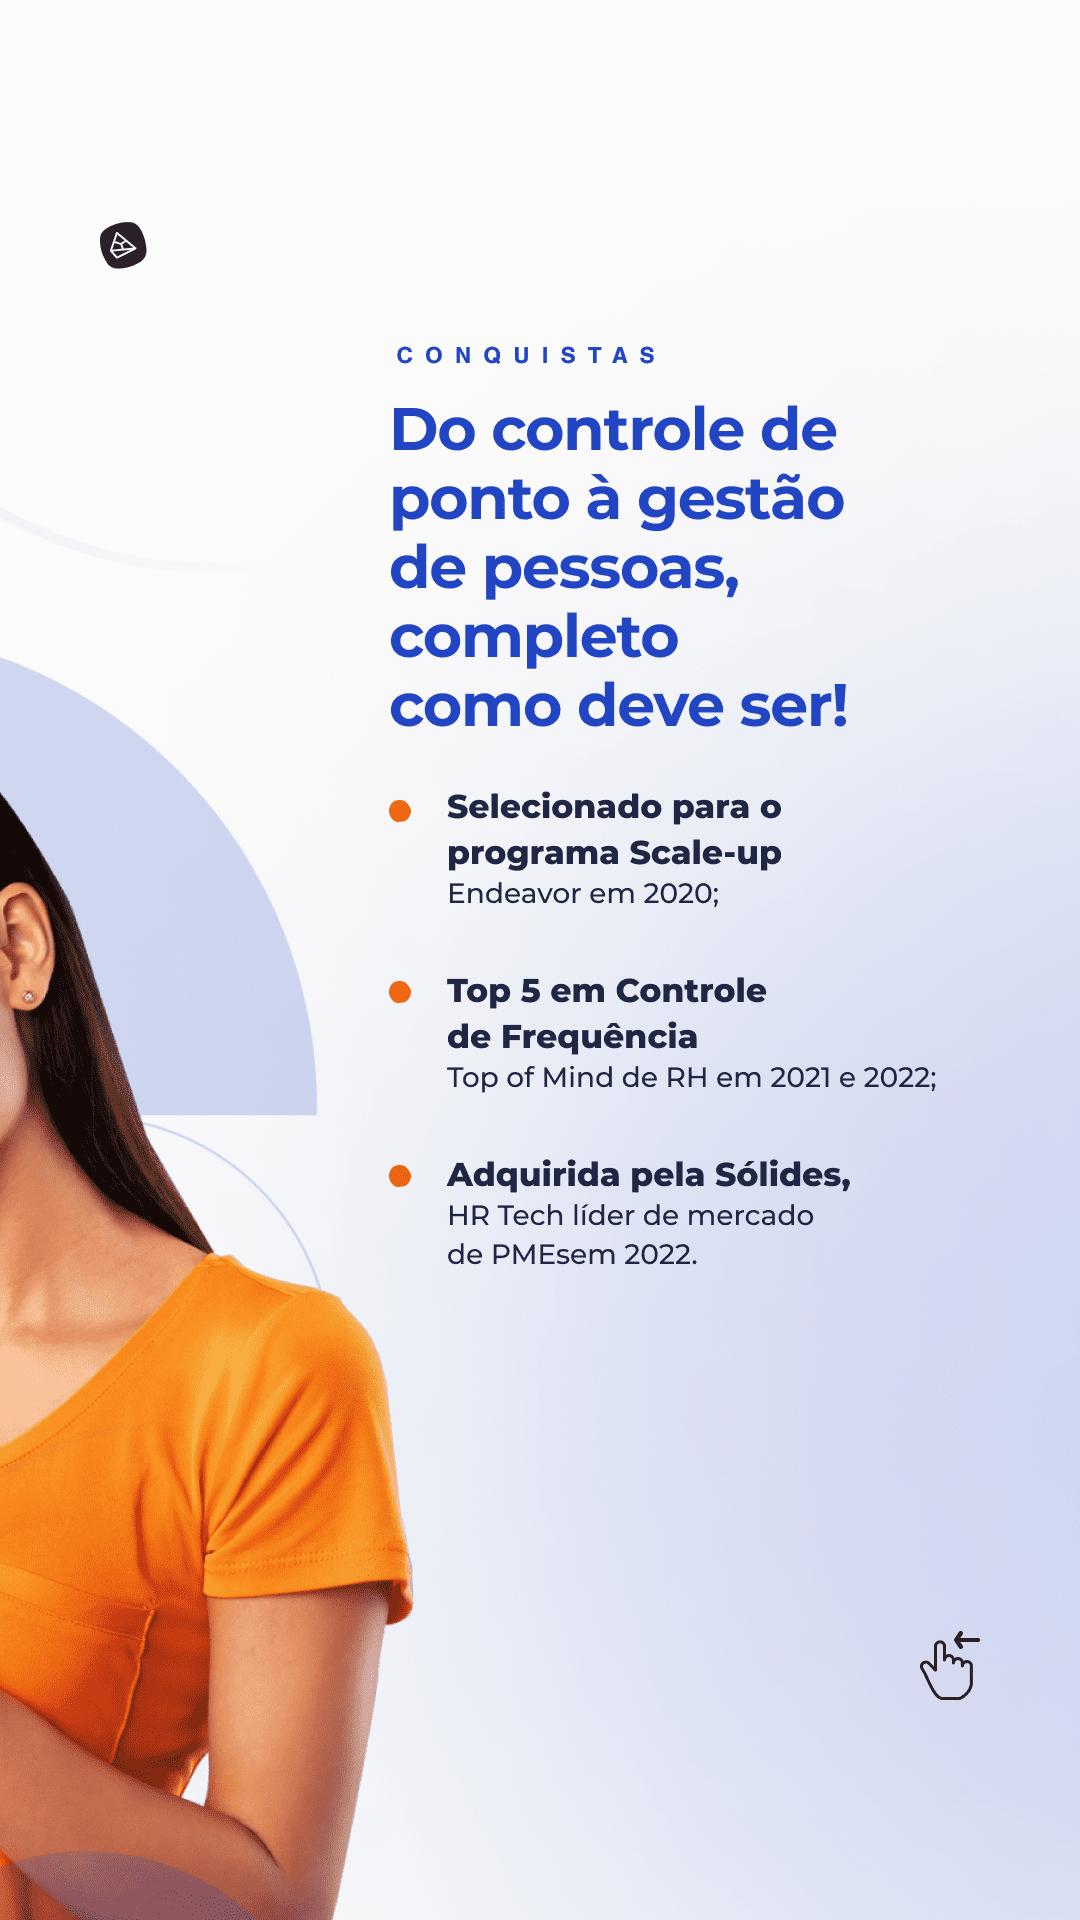 CONQUISTAS
Do controle de
ponto à gestão
de pessoas,
completo
como deve ser!
Selecionado para o
programa Scale-up
Endeavor em 2020;
Top 5 em Controle
de Frequência
Top of Mind de RH em 2021 e 2022;
Adquirida pela Sólides,
HR Tech líder de mercado
de PMEsem 2022.